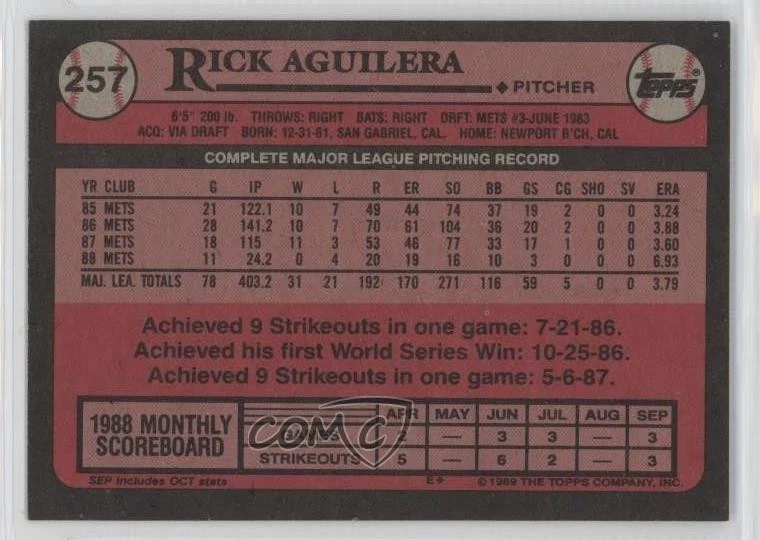 257
RICK AGUILERA
◆ PITCHER
TOPPS®
6'5" 200 lb. THROWS: RIGHT BATS: RIGHT DRFT: METS #3-JUNE 1983
ACQ: VIA DRAFT BORN: 12-31-61, SAN GABRIEL, CAL. HOME: NEWPORT B'CH, CAL
COMPLETE MAJOR LEAGUE PITCHING RECORD
YR CLUB G IP W L R ER SO BB GS CG SHO SV ERA
85 METS 21 122.1 10 7 49 44 74 37 19 2 0 0 3.24
86 METS 28 141.2 10 7 70 61 104 36 20 2 0 0 3.88
87 METS 18 115 11 3 53 46 77 33 17 1 0 0 3.60
88 METS 11 24.2 0 4 20 19 16 10 3 0 0 0 6.93
MAJ. LEA. TOTALS 78 403.2 31 21 192 170 271 116 59 5 0 0 3.79
Achieved 9 Strikeouts in one game: 7-21-86.
Achieved his first World Series Win: 10-25-86.
Achieved 9 Strikeouts in one game: 5-6-87.
1988 MONTHLY SCOREBOARD
APR MAY JUN JUL AUG SEP
GAMES 2 — 3 3 — 3
STRIKEOUTS 5 — 6 2 — 3
SEP includes OCT stats
E* © 1989 THE TOPPS COMPANY, INC.
COMC